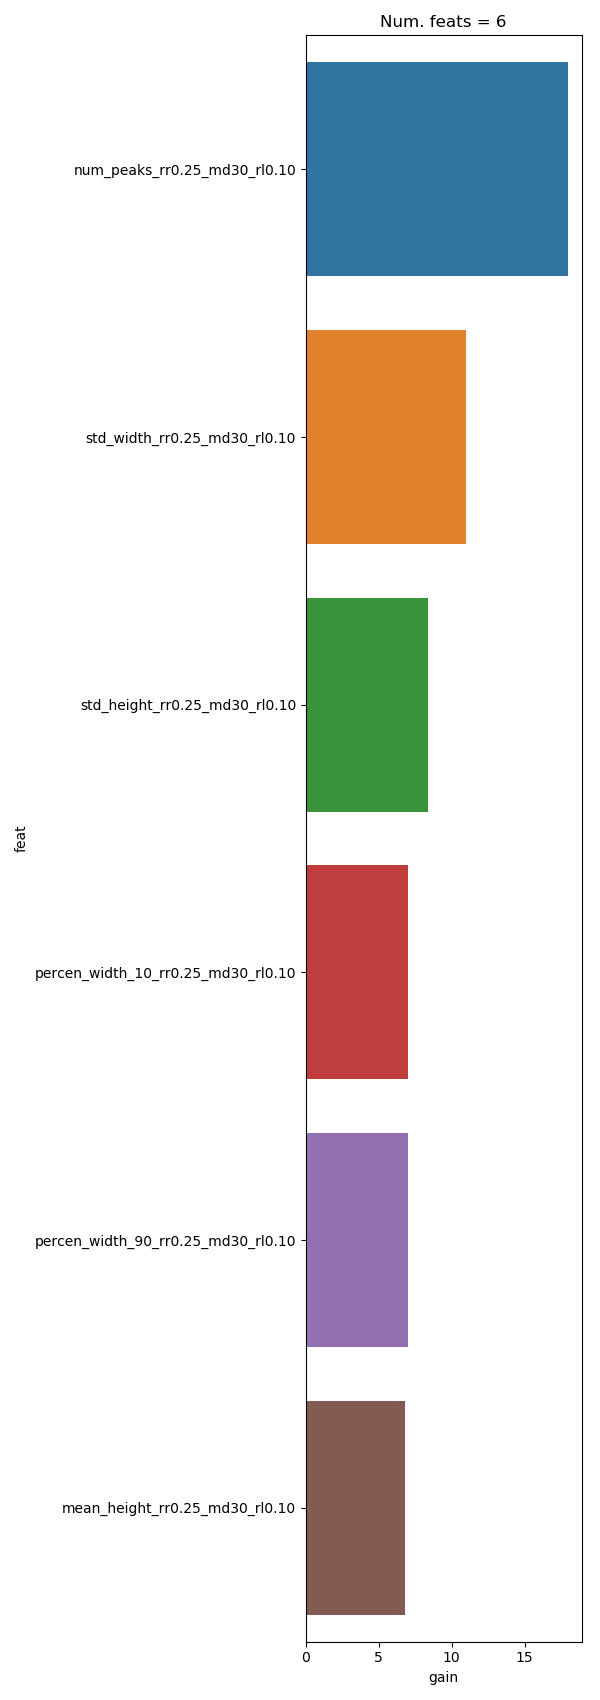 Num. feats = 6
num_peaks_rr0.25_md30_rl0.10
std_width_rr0.25_md30_rl0.10
std_height_rr0.25_md30_rl0.10
feat
percen_width_10_rr0.25_md30_rl0.10
percen_width_90_rr0.25_md30_rl0.10
mean_height_rr0.25_md30_rl0.10
0 5 10 15
gain